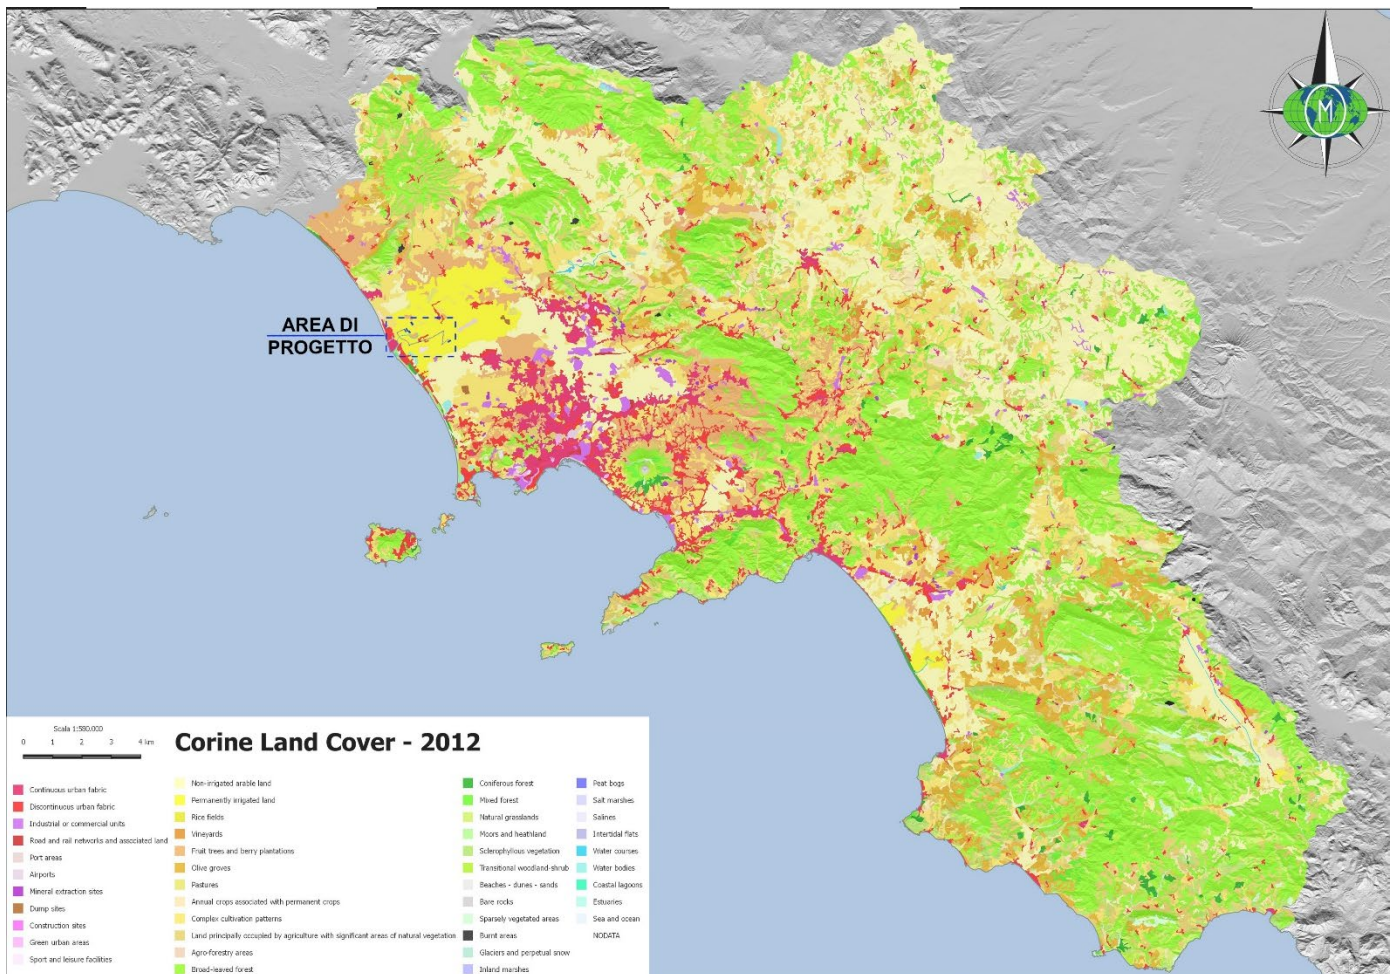 M
AREA DI
PROGETTO
Scala 1:580.000
0 1 2 3 4 km
Corine Land Cover - 2012
Continuous urban fabric
Discontinuous urban fabric
Industrial or commercial units
Road and rail networks and associated land
Port areas
Airports
Mineral extraction sites
Dump sites
Construction sites
Green urban areas
Sport and leisure facilities
Non-irrigated arable land
Permanently irrigated land
Rice fields
Vineyards
Fruit trees and berry plantations
Olive groves
Pastures
Annual crops associated with permanent crops
Complex cultivation patterns
Land principally occupied by agriculture with significant areas of natural vegetation
Agro-forestry areas
Broad-leaved forest
Coniferous forest
Mixed forest
Natural grasslands
Moors and heathland
Sclerophyllous vegetation
Transitional woodland-shrub
Beaches - dunes - sands
Bare rocks
Sparsely vegetated areas
Burnt areas
Glaciers and perpetual snow
Inland marshes
Peat bogs
Salt marshes
Salines
Intertidal flats
Water courses
Water bodies
Coastal lagoons
Estuaries
Sea and ocean
NODATA